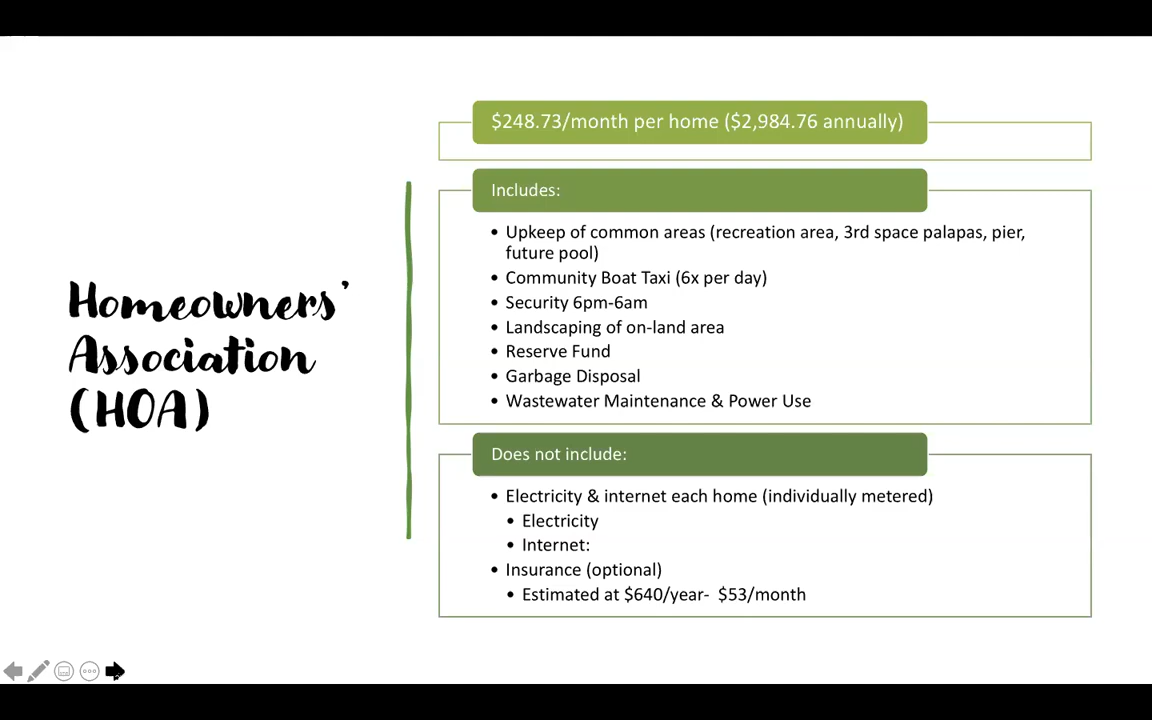 Homeowners’
Association
(HOA)
$248.73/month per home ($2,984.76 annually)
Includes:
• Upkeep of common areas (recreation area, 3rd space palapas, pier,
future pool)
• Community Boat Taxi (6x per day)
• Security 6pm-6am
• Landscaping of on-land area
• Reserve Fund
• Garbage Disposal
• Wastewater Maintenance & Power Use
Does not include:
• Electricity & internet each home (individually metered)
• Electricity
• Internet:
• Insurance (optional)
• Estimated at $640/year- $53/month